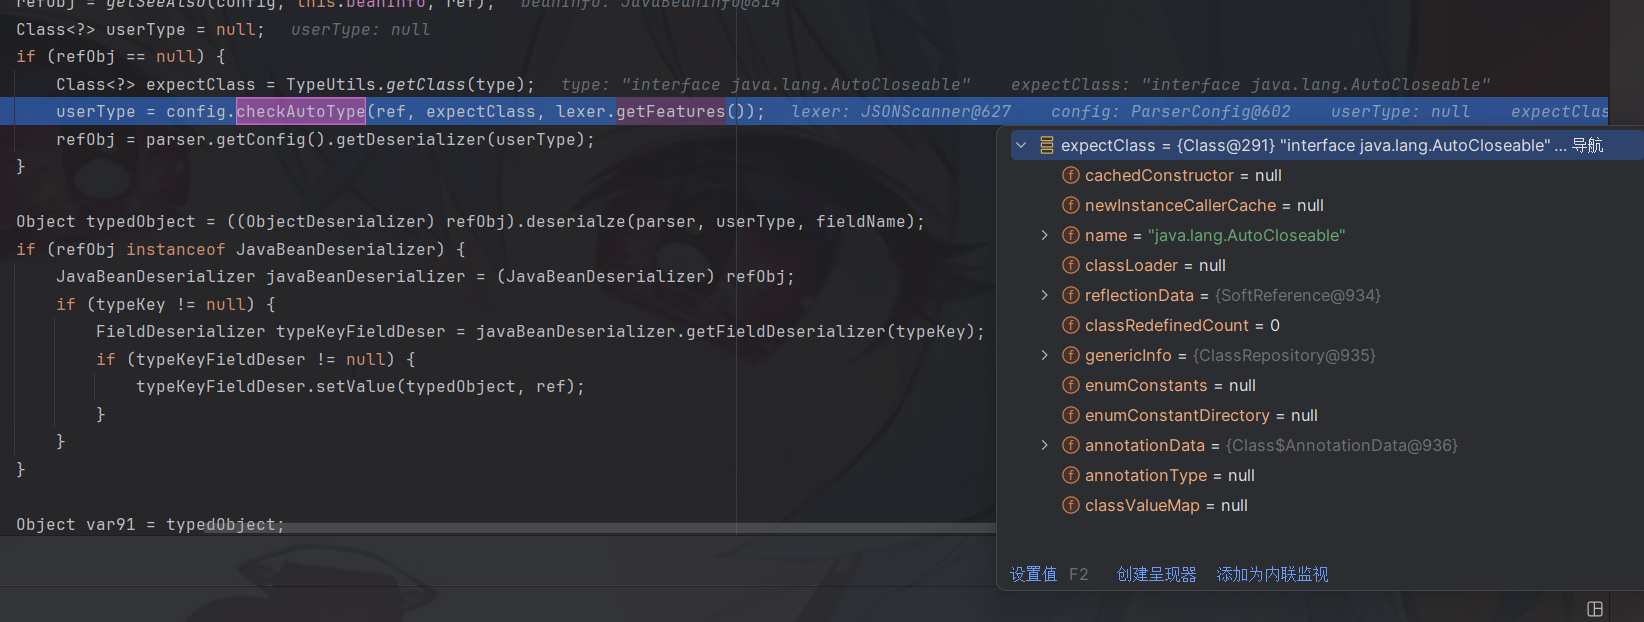 refObj = getSeeAlso(config, this.beanInfo, ref);   beanInfo: JavaBeanInfo@814
Class<?> userType = null;   userType: null
if (refObj == null) {
Class<?> expectClass = TypeUtils.getClass(type);   type: "interface java.lang.AutoCloseable"   expectClass: "interface java.lang.AutoCloseable"
userType = config.checkAutoType(ref, expectClass, lexer.getFeatures());   lexer: JSONScanner@627   config: ParserConfig@602   userType: null   expectClas
refObj = parser.getConfig().getDeserializer(userType);
}
Object typedObject = ((ObjectDeserializer) refObj).deserialze(parser, userType, fieldName);
if (refObj instanceof JavaBeanDeserializer) {
JavaBeanDeserializer javaBeanDeserializer = (JavaBeanDeserializer) refObj;
if (typeKey != null) {
FieldDeserializer typeKeyFieldDeser = javaBeanDeserializer.getFieldDeserializer(typeKey);
if (typeKeyFieldDeser != null) {
typeKeyFieldDeser.setValue(typedObject, ref);
}
}
}
Object var91 = typedObject;
expectClass = {Class@291} "interface java.lang.AutoCloseable" ... 导航
f cachedConstructor = null
f newInstanceCallerCache = null
f name = "java.lang.AutoCloseable"
f classLoader = null
f reflectionData = {SoftReference@934}
f classRedefinedCount = 0
f genericInfo = {ClassRepository@935}
f enumConstants = null
f enumConstantDirectory = null
f annotationData = {Class$AnnotationData@936}
f annotationType = null
f classValueMap = null
设置值 F2 创建呈现器 添加为内联监视